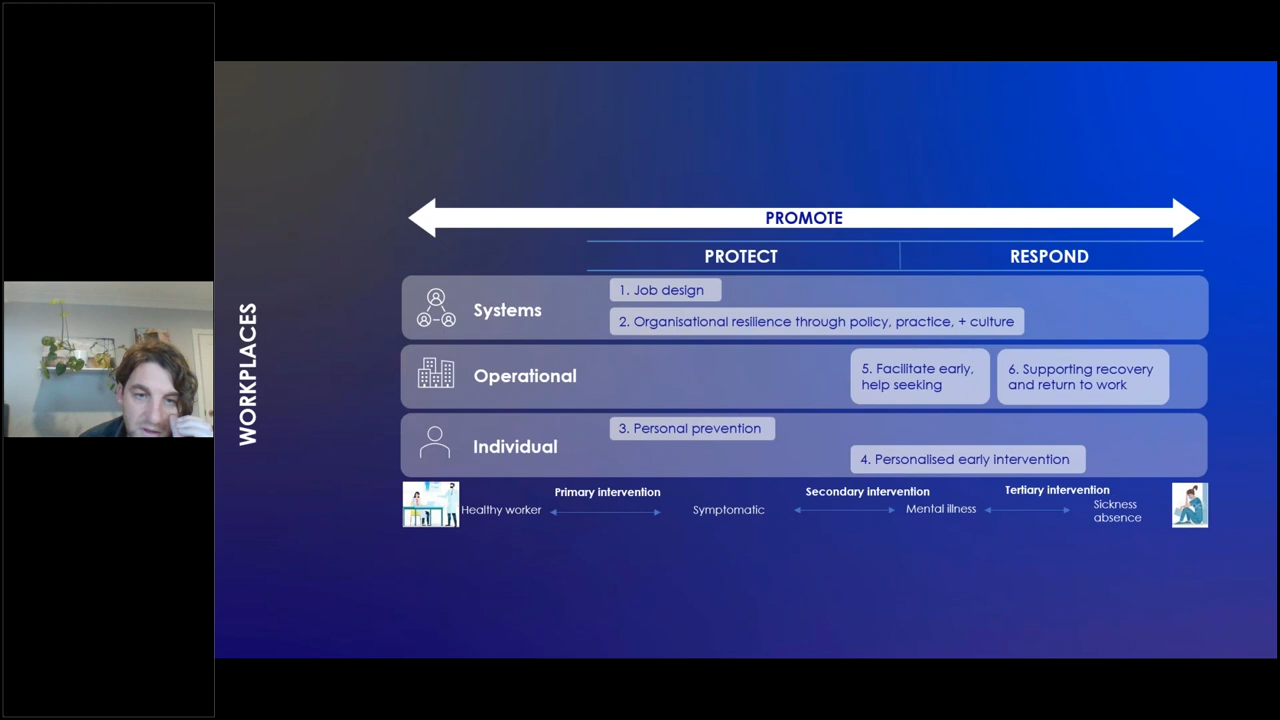 PROMOTE
PROTECT
RESPOND
WORKPLACES
Systems
1. Job design
2. Organisational resilience through policy, practice, + culture
Operational
5. Facilitate early,
help seeking
6. Supporting recovery
and return to work
Individual
3. Personal prevention
4. Personalised early intervention
Primary intervention
Secondary intervention
Tertiary intervention
Healthy worker
Symptomatic
Mental illness
Sickness
absence